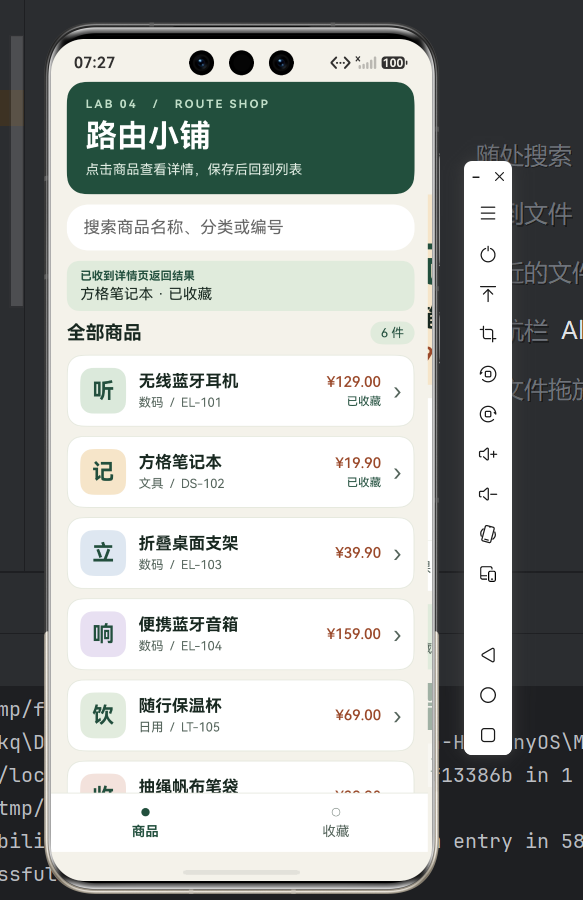 07:27
100
LAB 04 / ROUTE SHOP
路由小铺
点击商品查看详情，保存后回到列表
搜索商品名称、分类或编号
已收到详情页返回结果
方格笔记本 · 已收藏
全部商品
6 件
听
无线蓝牙耳机
数码 / EL-101
¥129.00
已收藏
记
方格笔记本
文具 / DS-102
¥19.90
已收藏
立
折叠桌面支架
数码 / EL-103
¥39.90
响
便携蓝牙音箱
数码 / EL-104
¥159.00
饮
随行保温杯
日用 / LT-105
¥69.00
抽绳帆布笔袋
商品
收藏
随处搜索
到文件
近的文件
航栏 Al
文件拖放
mp/f
kq\D
-H
nyOS\M
/loc
f13386b in 1
tmp/
bili
entry in 58
ssful